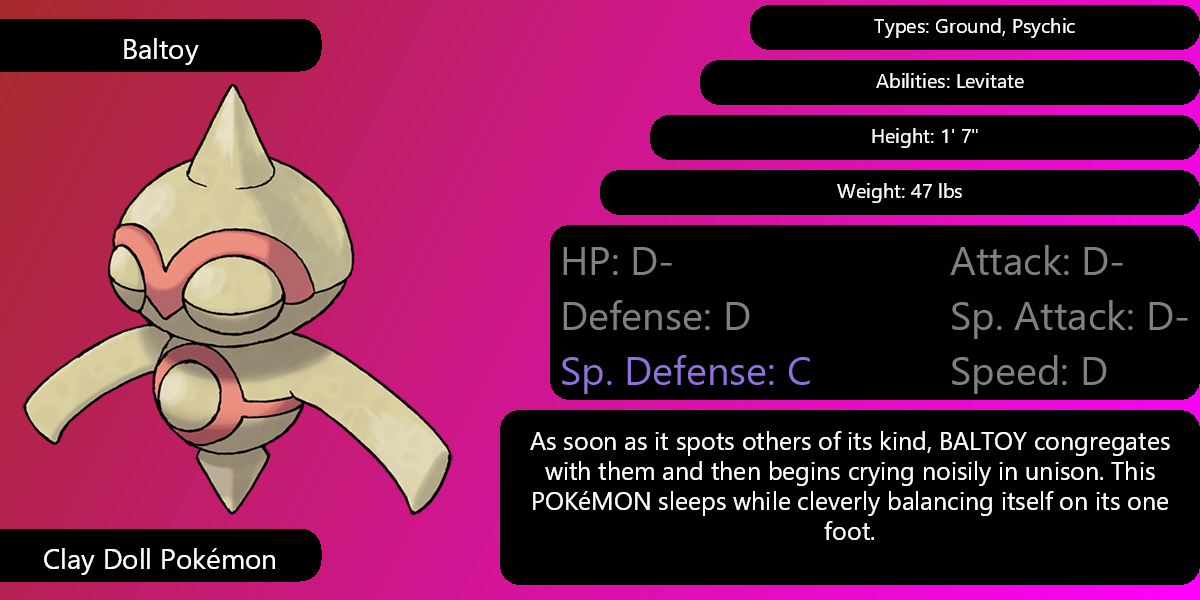 Baltoy
Types: Ground, Psychic
Abilities: Levitate
Height: 1' 7"
Weight: 47 lbs
HP: D-
Attack: D-
Defense: D
Sp. Attack: D-
Sp. Defense: C
Speed: D
As soon as it spots others of its kind, BALTOY congregates
with them and then begins crying noisily in unison. This
POKéMON sleeps while cleverly balancing itself on its one
foot.
Clay Doll Pokémon